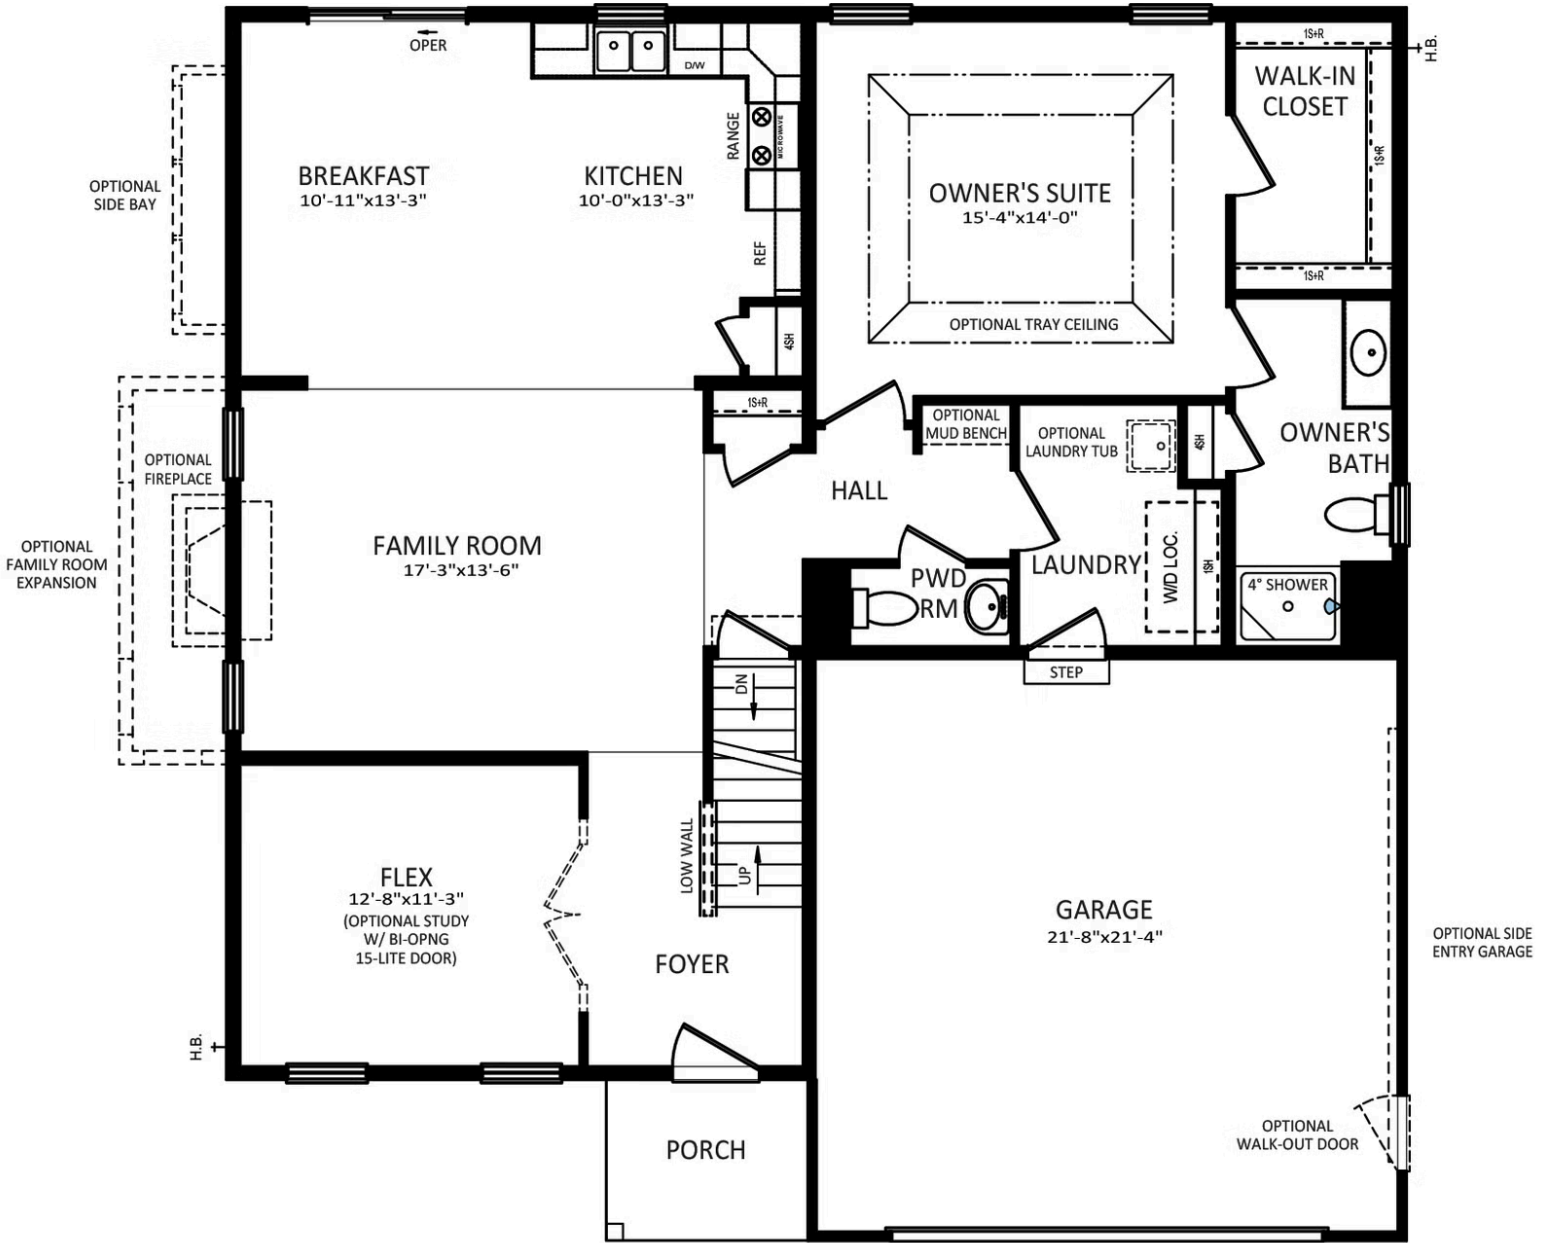 OPER
1S+R
H.B.
D/W
WALK-IN
CLOSET
RANGE
MICROWAVE
1S+R
OPTIONAL
SIDE BAY
BREAKFAST
10'-11"x13'-3"
KITCHEN
10'-0"x13'-3"
OWNER'S SUITE
15'-4"x14'-0"
REF
1S+R
OPTIONAL TRAY CEILING
4SH
1S+R
OPTIONAL
MUD BENCH
OPTIONAL
LAUNDRY TUB
4SH
OWNER'S
BATH
OPTIONAL
FIREPLACE
HALL
OPTIONAL
FAMILY ROOM
EXPANSION
FAMILY ROOM
17'-3"x13'-6"
PWD
RM
LAUNDRY
W/D LOC.
1SH
4° SHOWER
STEP
DN
LOW WALL
UP
FLEX
12'-8"x11'-3"
(OPTIONAL STUDY
W/ BI-OPNG
15-LITE DOOR)
FOYER
GARAGE
21'-8"x21'-4"
OPTIONAL SIDE
ENTRY GARAGE
H.B.
PORCH
OPTIONAL
WALK-OUT DOOR